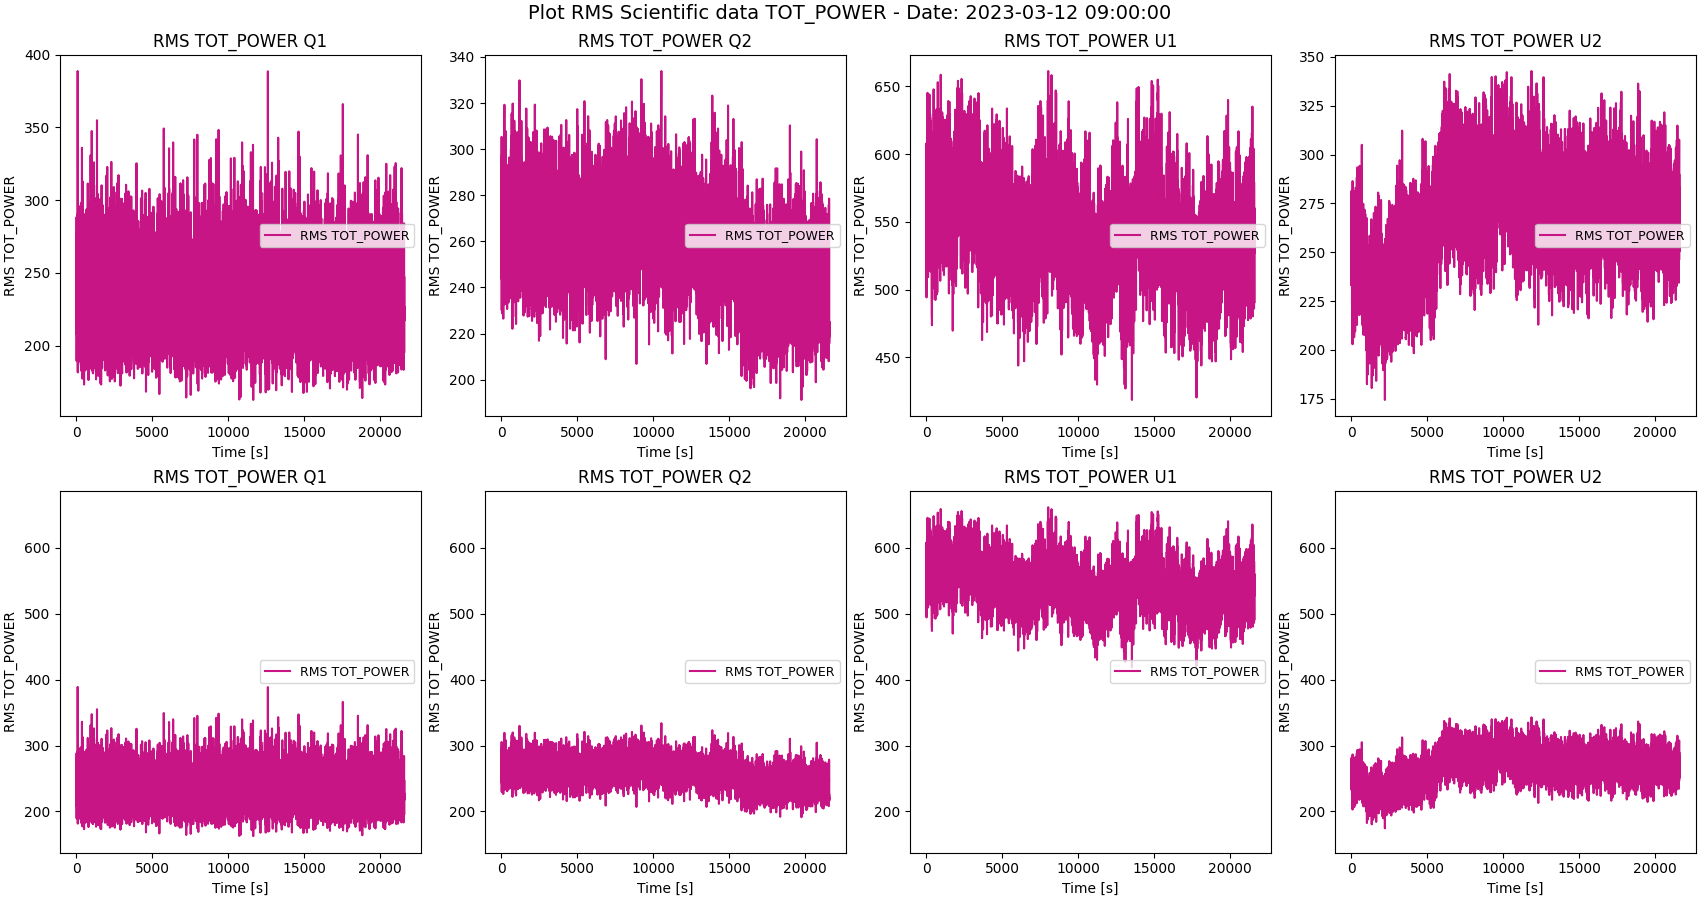 Plot RMS Scientific data TOT_POWER - Date: 2023-03-12 09:00:00
RMS TOT_POWER Q1
RMS TOT_POWER
400
350
300
250
200
0 5000 10000 15000 20000
Time [s]
RMS TOT_POWER
RMS TOT_POWER Q2
RMS TOT_POWER
340
320
300
280
260
240
220
200
0 5000 10000 15000 20000
Time [s]
RMS TOT_POWER
RMS TOT_POWER U1
RMS TOT_POWER
650
600
550
500
450
0 5000 10000 15000 20000
Time [s]
RMS TOT_POWER
RMS TOT_POWER U2
RMS TOT_POWER
350
325
300
275
250
225
200
175
0 5000 10000 15000 20000
Time [s]
RMS TOT_POWER
RMS TOT_POWER Q1
RMS TOT_POWER
600
500
400
300
200
0 5000 10000 15000 20000
Time [s]
RMS TOT_POWER
RMS TOT_POWER Q2
RMS TOT_POWER
600
500
400
300
200
0 5000 10000 15000 20000
Time [s]
RMS TOT_POWER
RMS TOT_POWER U1
RMS TOT_POWER
600
500
400
300
200
0 5000 10000 15000 20000
Time [s]
RMS TOT_POWER
RMS TOT_POWER U2
RMS TOT_POWER
600
500
400
300
200
0 5000 10000 15000 20000
Time [s]
RMS TOT_POWER